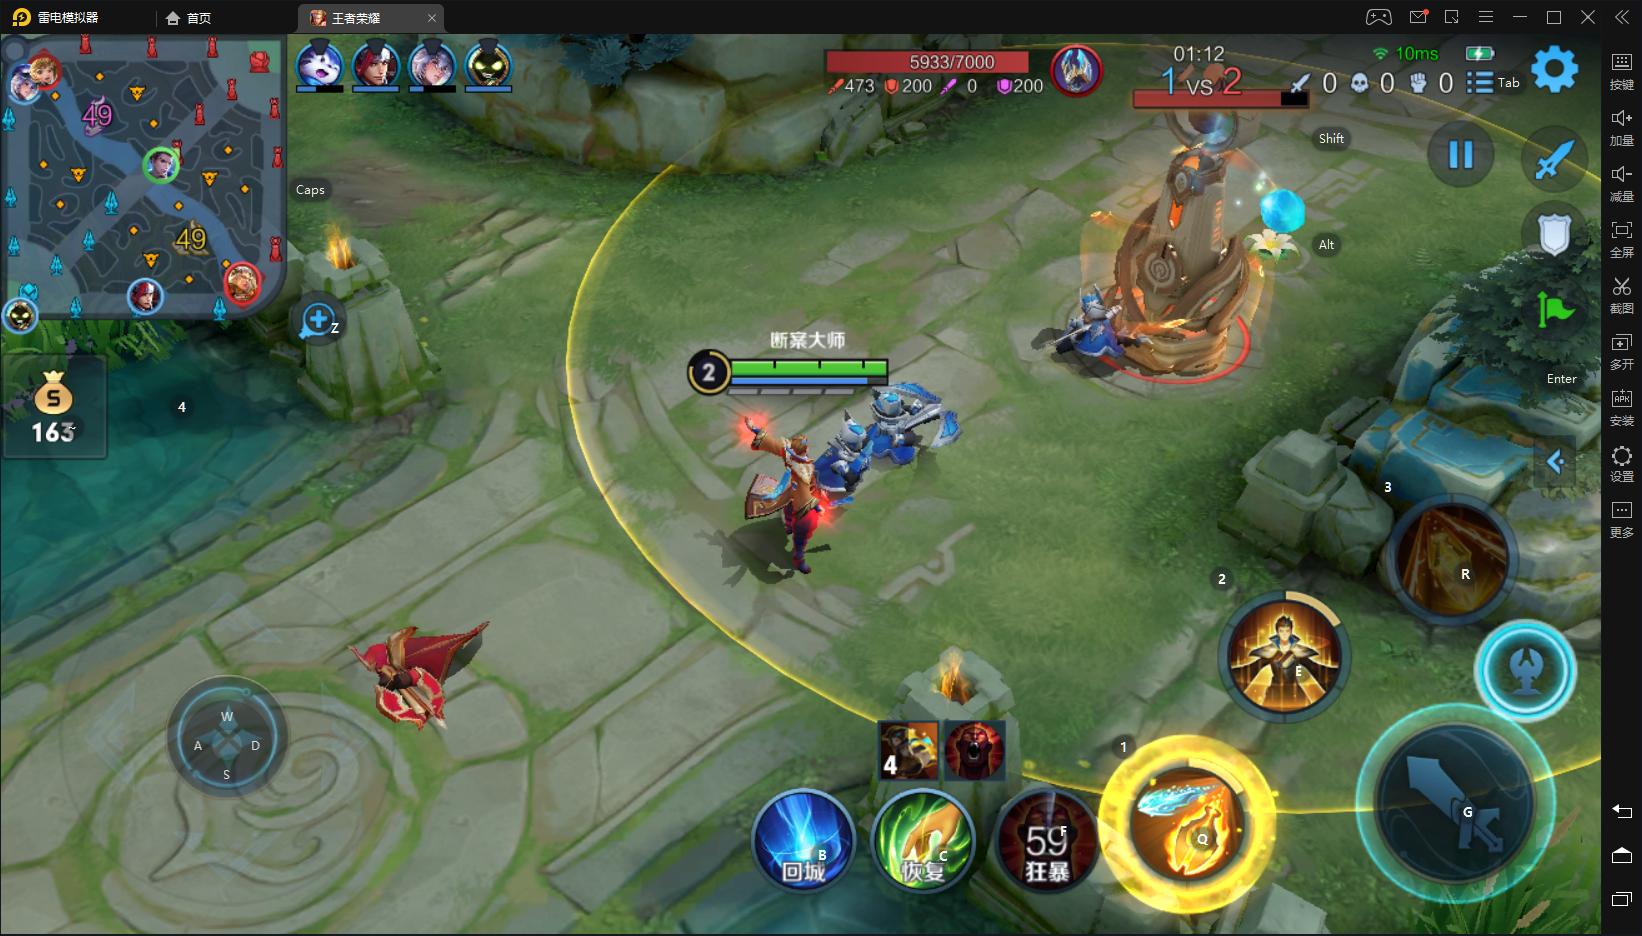 雷电模拟器
首页
王者荣耀
5933/7000
473 200 0 200
01:12
1 VS 2
10ms
0 0 0
Tab
按键
加量
减量
全屏
截图
多开
安装
设置
更多
49
49
Caps
Shift
Alt
Enter
Z
163
4
断案大师
2
3
R
2
E
1
Q
G
4
W
A D
S
B
回城
C
恢复
59
F
狂暴